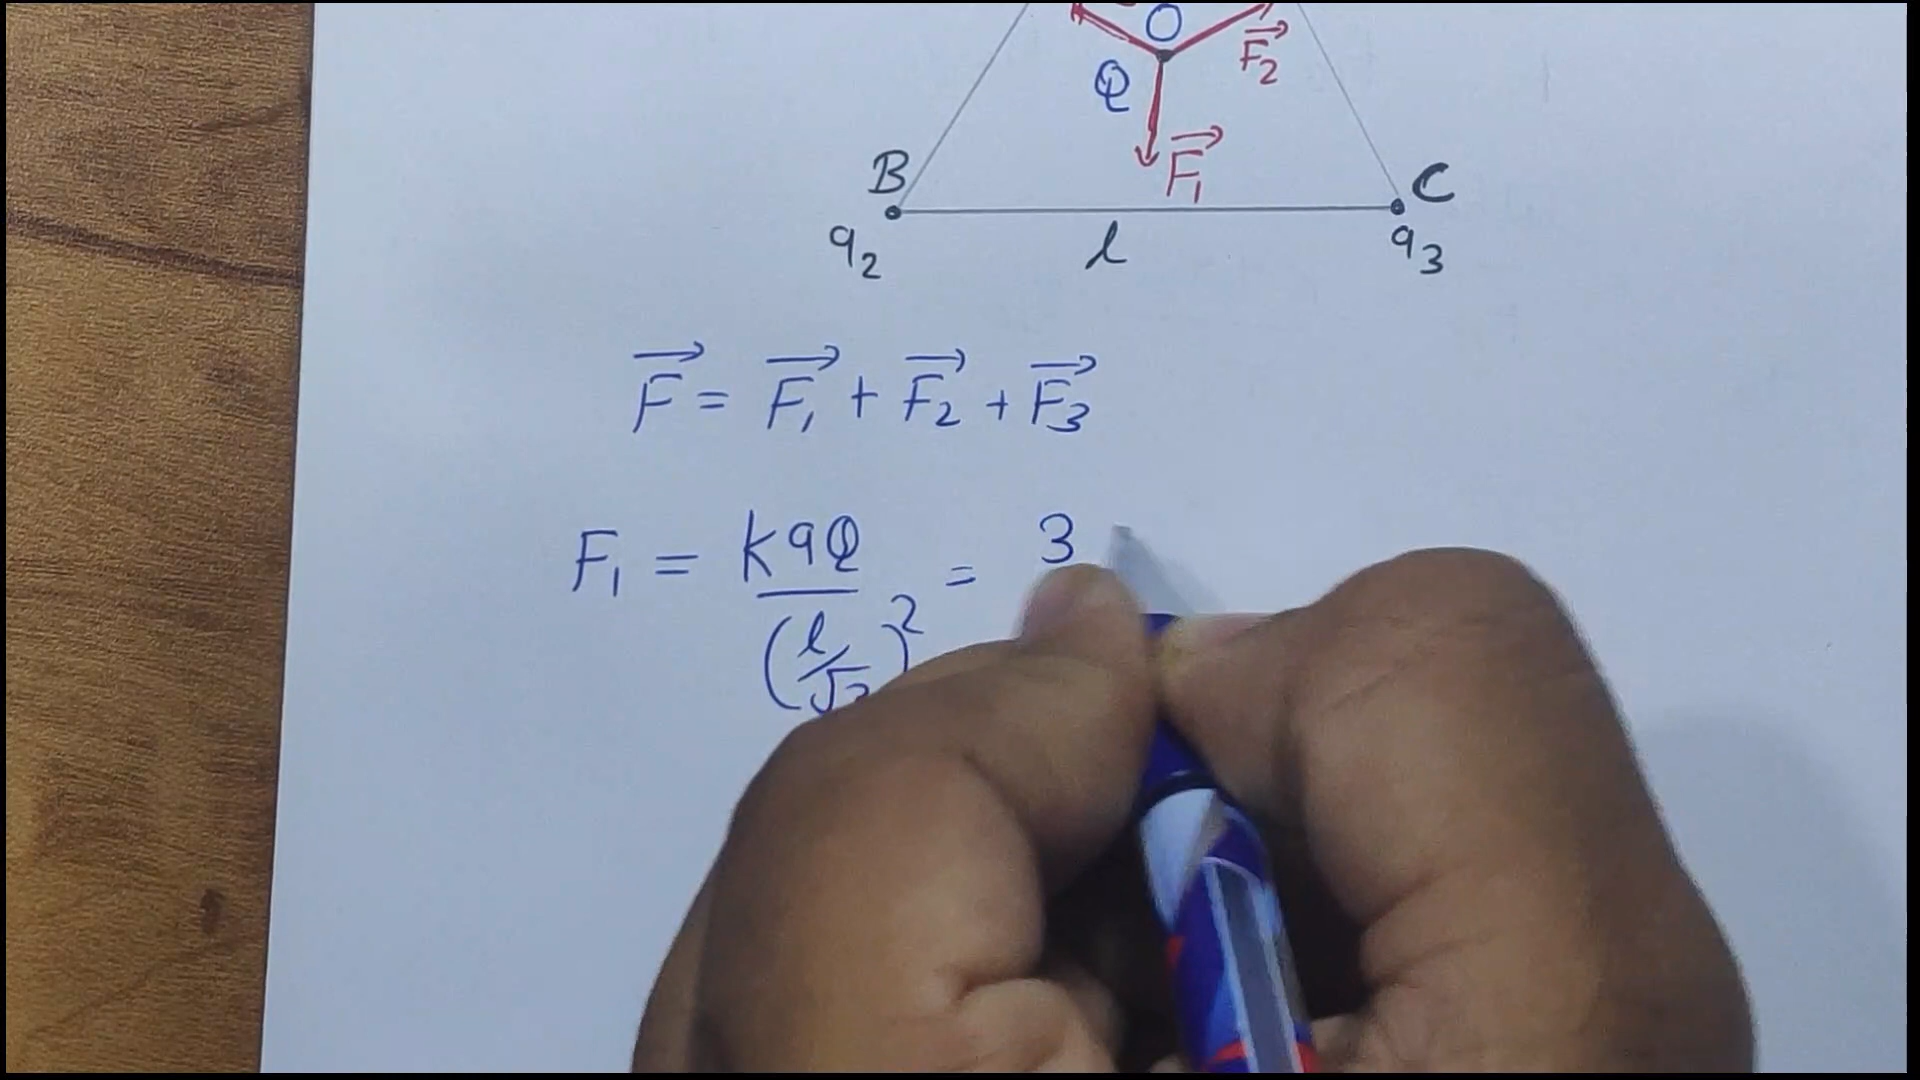 O
F₂
Q
F₁
B
C
q₂
l
q₃
F = F₁ + F₂ + F₃
F₁ = kqQ / (l/√3)² = 3